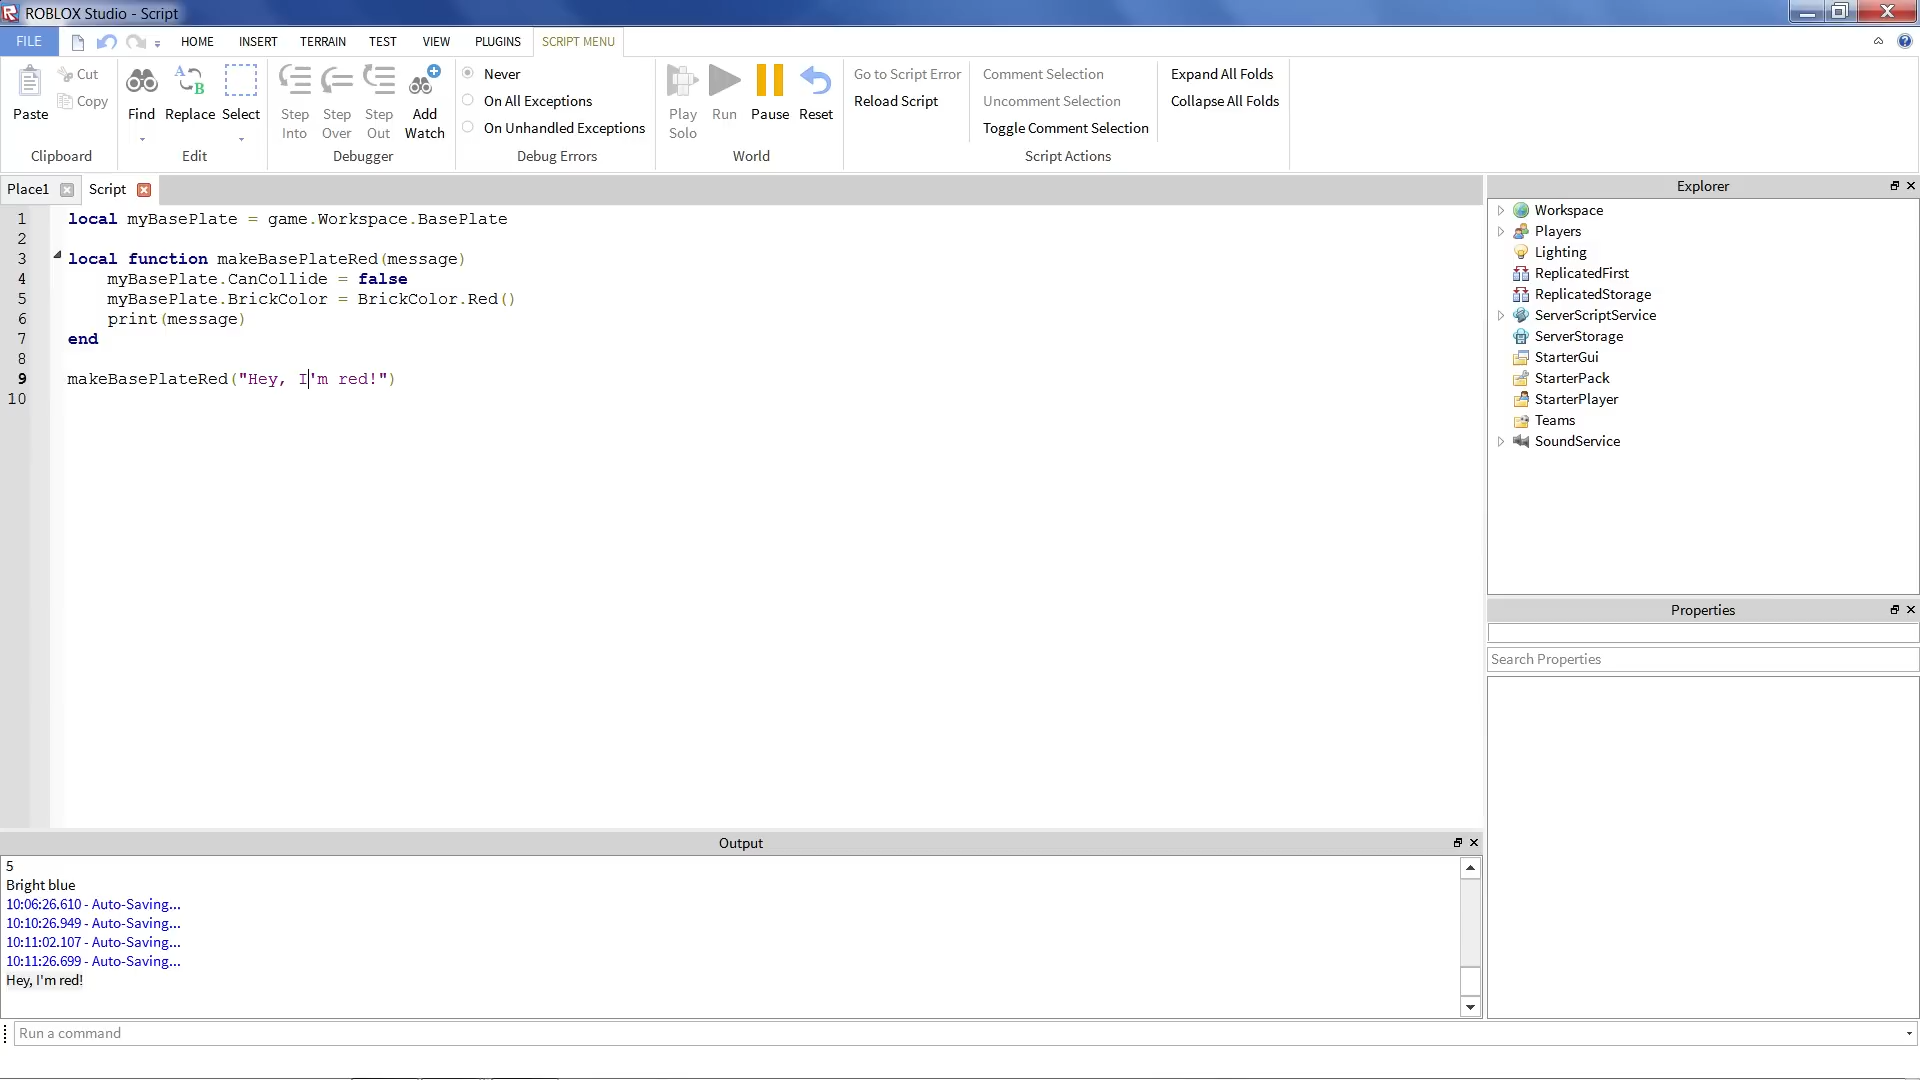 ROBLOX Studio - Script
FILE HOME INSERT TERRAIN TEST VIEW PLUGINS SCRIPT MENU
Paste
Cut
Copy
Clipboard
Find
Replace
Select
Edit
Step Into
Step Over
Step Out
Add Watch
Debugger
Never
On All Exceptions
On Unhandled Exceptions
Debug Errors
Play Solo
Run
Pause
Reset
World
Go to Script Error
Reload Script
Comment Selection
Uncomment Selection
Toggle Comment Selection
Script Actions
Expand All Folds
Collapse All Folds
Place1 Script
1 local myBasePlate = game.Workspace.BasePlate
2
3 local function makeBasePlateRed(message)
4 myBasePlate.CanCollide = false
5 myBasePlate.BrickColor = BrickColor.Red()
6 print(message)
7 end
8
9 makeBasePlateRed("Hey, I'm red!")
10
Explorer
Workspace
Players
Lighting
ReplicatedFirst
ReplicatedStorage
ServerScriptService
ServerStorage
StarterGui
StarterPack
StarterPlayer
Teams
SoundService
Properties
Search Properties
Output
5
Bright blue
10:06:26.610 - Auto-Saving...
10:10:26.949 - Auto-Saving...
10:11:02.107 - Auto-Saving...
10:11:26.699 - Auto-Saving...
Hey, I'm red!
Run a command